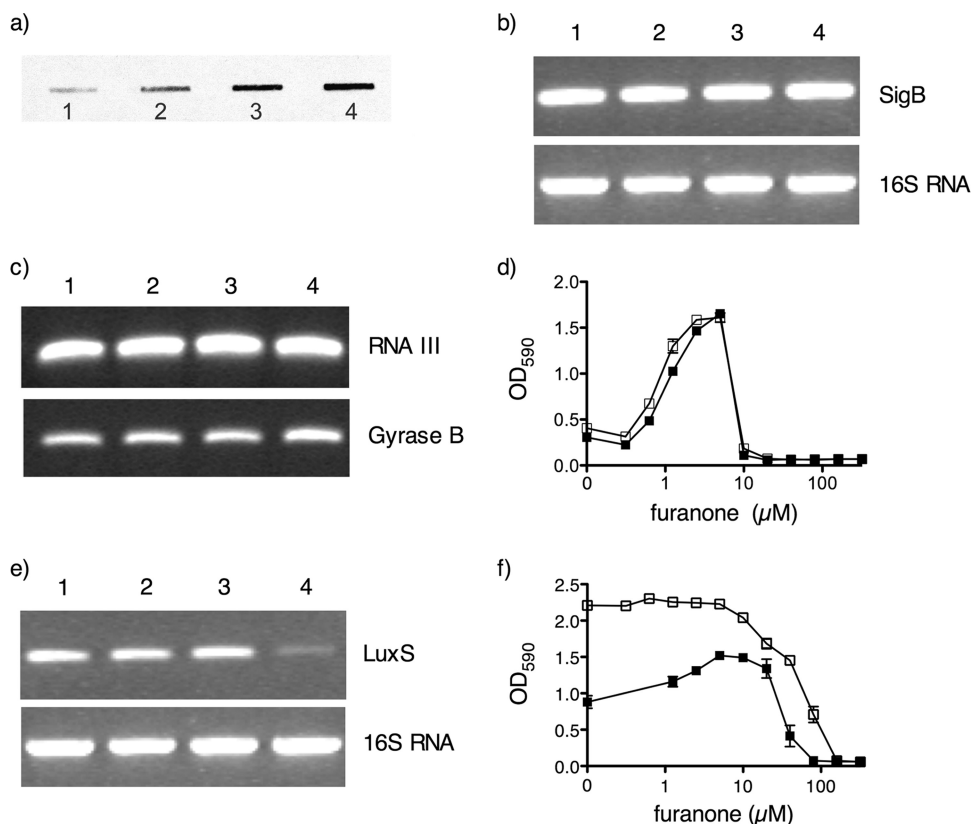 a)
1 2 3 4
b)
1 2 3 4
SigB
16S RNA
c)
1 2 3 4
RNA III
Gyrase B
d)
2.0
1.5
1.0
0.5
0.0
OD590
0 1 10 100
furanone (µM)
e)
1 2 3 4
LuxS
16S RNA
f)
2.5
2.0
1.5
1.0
0.5
0.0
OD590
0 1 10 100
furanone (µM)